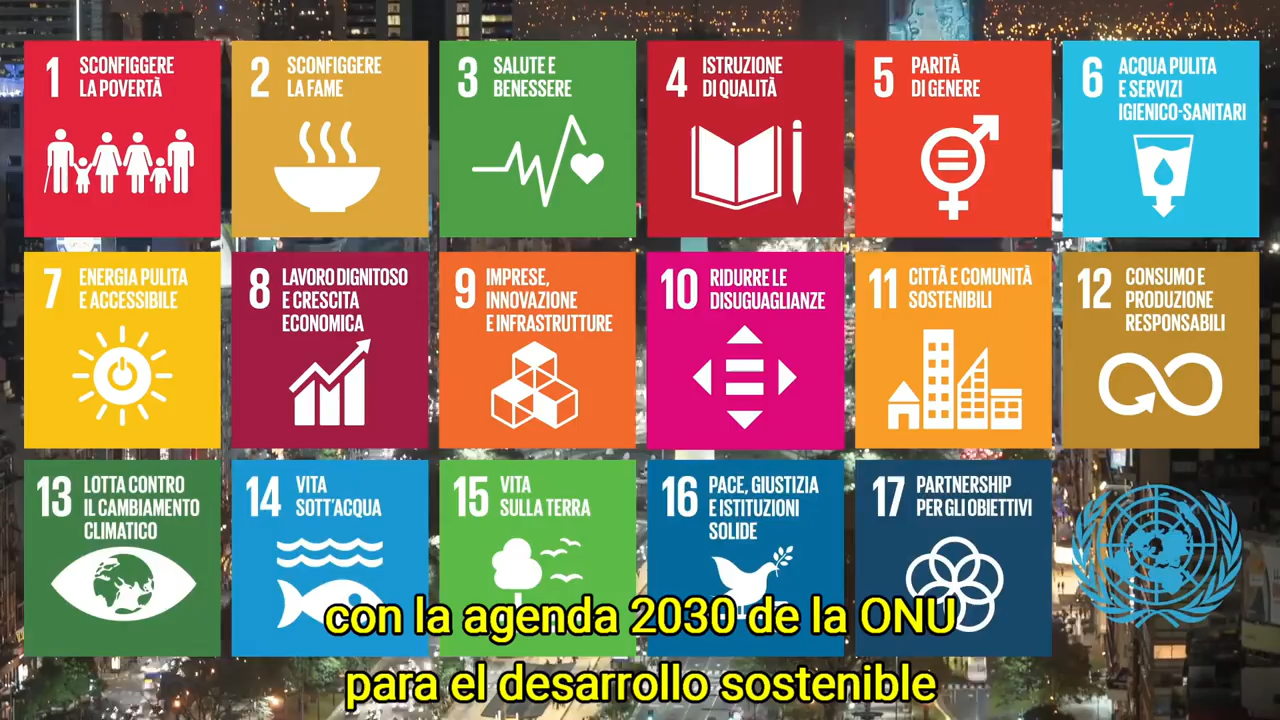 1 SCONFIGGERE
LA POVERTÀ
2 SCONFIGGERE
LA FAME
3 SALUTE E
BENESSERE
4 ISTRUZIONE
DI QUALITÀ
5 PARITÀ
DI GENERE
6 ACQUA PULITA
E SERVIZI
IGIENICO-SANITARI
7 ENERGIA PULITA
E ACCESSIBILE
8 LAVORO DIGNITOSO
E CRESCITA
ECONOMICA
9 IMPRESE,
INNOVAZIONE
E INFRASTRUTTURE
10 RIDURRE LE
DISUGUAGLIANZE
11 CITTÀ E COMUNITÀ
SOSTENIBILI
12 CONSUMO E
PRODUZIONE
RESPONSABILI
13 LOTTA CONTRO
IL CAMBIAMENTO
CLIMATICO
14 VITA
SOTT'ACQUA
15 VITA
SULLA TERRA
16 PACE, GIUSTIZIA
E ISTITUZIONI
SOLIDE
17 PARTNERSHIP
PER GLI OBIETTIVI
con la agenda 2030 de la ONU
para el desarrollo sostenible